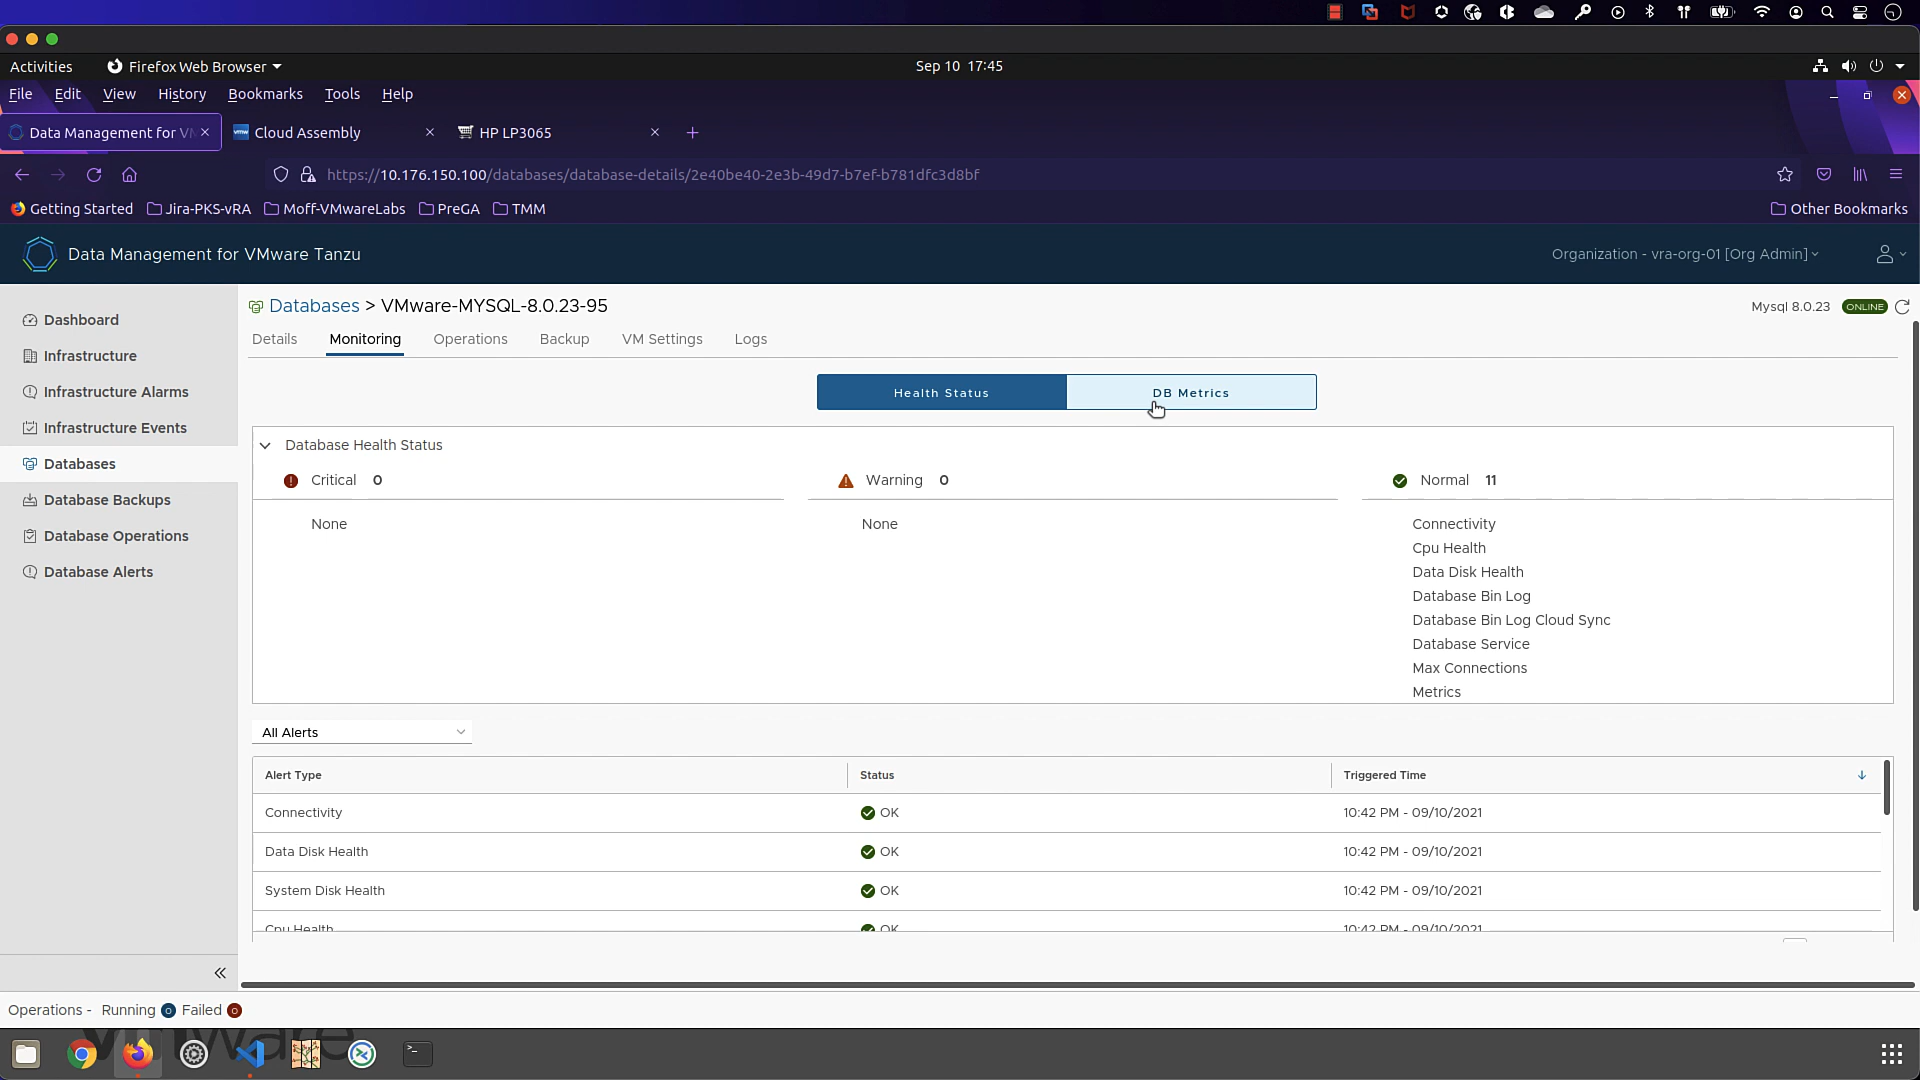 Activities
Firefox Web Browser
Sep 10 17:45
File Edit View History Bookmarks Tools Help
Data Management for VM
Cloud Assembly
HP LP3065
https://10.176.150.100/databases/database-details/2e40be40-2e3b-49d7-b7ef-b781dfc3d8bf
Getting Started Jira-PKS-vRA Moff-VMwareLabs PreGA TMM
Other Bookmarks
Data Management for VMware Tanzu
Organization - vra-org-01 [Org Admin]
Dashboard
Infrastructure
Infrastructure Alarms
Infrastructure Events
Databases
Database Backups
Database Operations
Database Alerts
Databases > VMware-MYSQL-8.0.23-95
Mysql 8.0.23 ONLINE
Details Monitoring Operations Backup VM Settings Logs
Health Status DB Metrics
Database Health Status
Critical 0
None
Warning 0
None
Normal 11
Connectivity
Cpu Health
Data Disk Health
Database Bin Log
Database Bin Log Cloud Sync
Database Service
Max Connections
Metrics
All Alerts
Alert Type Status Triggered Time
Connectivity OK 10:42 PM - 09/10/2021
Data Disk Health OK 10:42 PM - 09/10/2021
System Disk Health OK 10:42 PM - 09/10/2021
Cpu Health OK 10:42 PM - 09/10/2021
Operations - Running 0 Failed 0
vmware